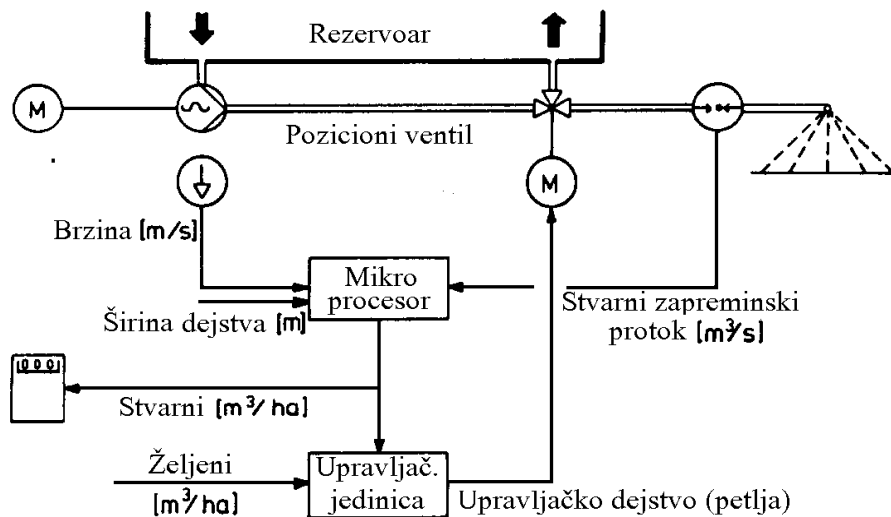 Rezervoar
M
Pozicioni ventil
M
Brzina [m/s]
Mikro
procesor
Širina dejstva [m]
Stvarni zapreminski
protok [m³/s]
000
Stvarni [m³/ha]
Željeni
[m³/ha]
Upravljač.
jedinica
Upravljačko dejstvo (petlja)